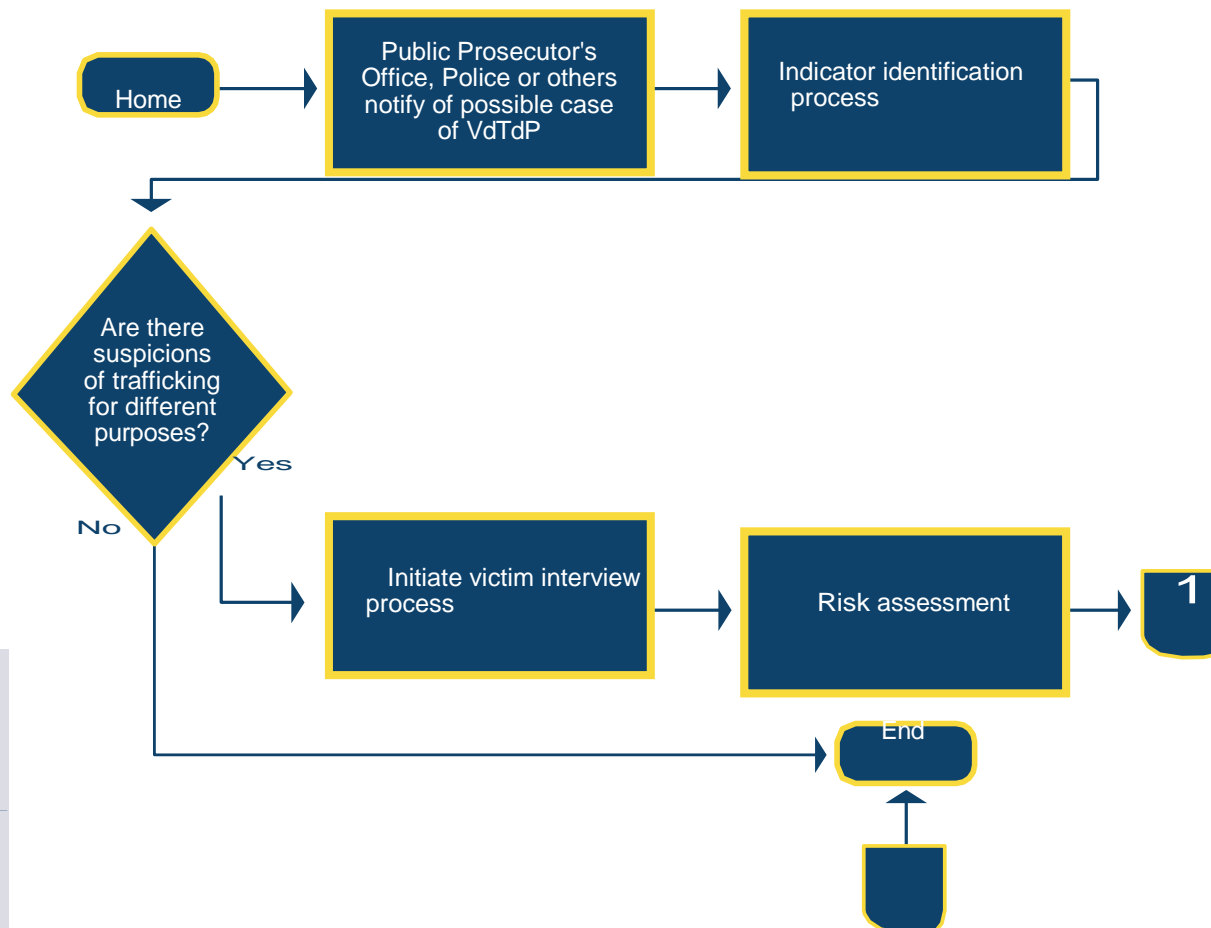 Home
Public Prosecutor's
Office, Police or others
notify of possible case
of VdTdP
Indicator identification
process
Are there
suspicions
of trafficking
for different
purposes?
Yes
No
Initiate victim interview
process
Risk assessment
1
End